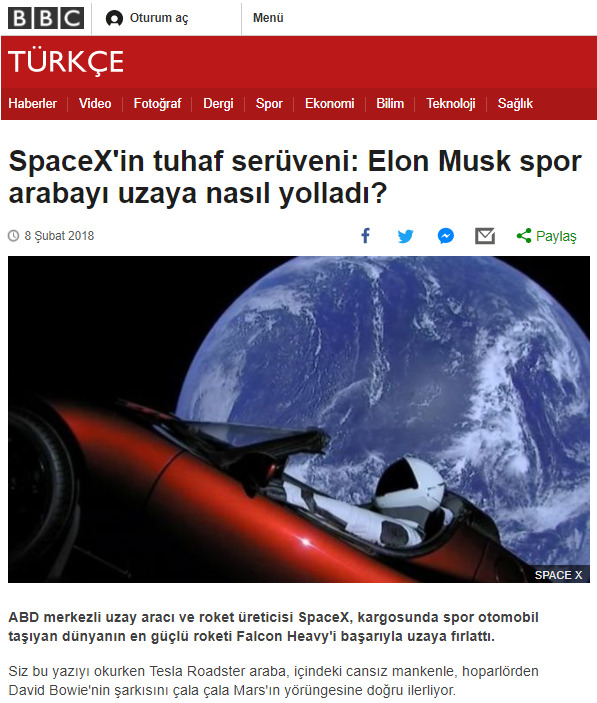 BBC Oturum aç Menü
TÜRKÇE
Haberler Video Fotoğraf Dergi Spor Ekonomi Bilim Teknoloji Sağlık
SpaceX'in tuhaf serüveni: Elon Musk spor
arabayı uzaya nasıl yolladı?
8 Şubat 2018 Paylaş
SPACE X
ABD merkezli uzay aracı ve roket üreticisi SpaceX, kargosunda spor otomobil
taşıyan dünyanın en güçlü roketi Falcon Heavy'i başarıyla uzaya fırlattı.
Siz bu yazıyı okurken Tesla Roadster araba, içindeki cansız mankenle, hoparlörden
David Bowie'nin şarkısını çala çala Mars'ın yörüngesine doğru ilerliyor.